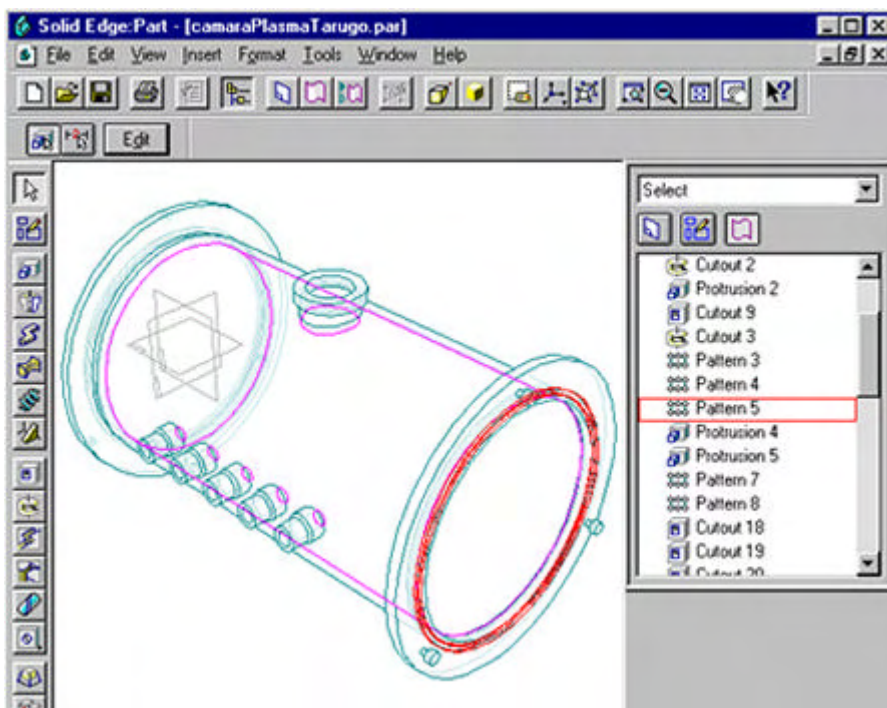 Solid Edge:Part - [camaraPlasmaTarugo.par]
File Edit View Insert Format Tools Window Help
Edit
Select
Cutout 2
Protrusion 2
Cutout 9
Cutout 3
Pattern 3
Pattern 4
Pattern 5
Protrusion 4
Protrusion 5
Pattern 7
Pattern 8
Cutout 18
Cutout 19
Cutout 20